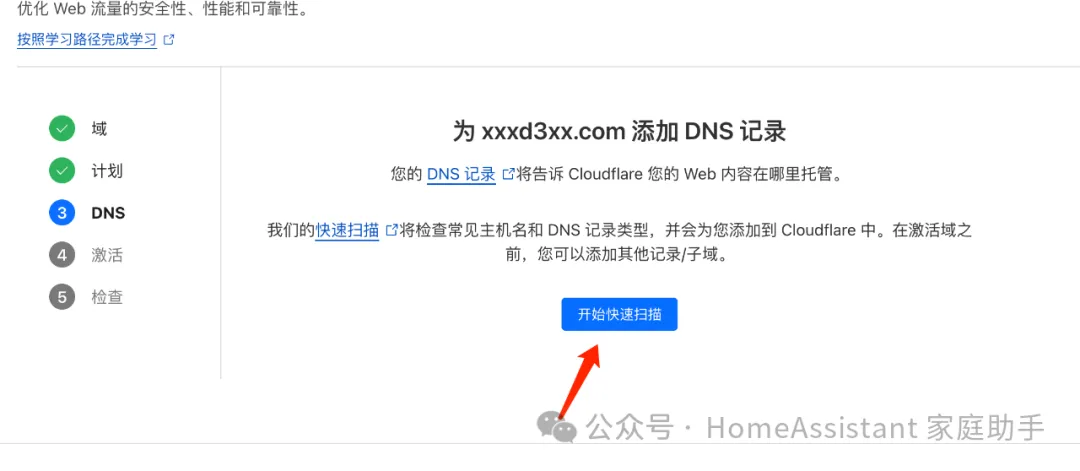 优化 Web 流量的安全性、性能和可靠性。
按照学习路径完成学习
域
计划
3 DNS
4 激活
5 检查
为 xxxd3xx.com 添加 DNS 记录
您的 DNS 记录 将告诉 Cloudflare 您的 Web 内容在哪里托管。
我们的快速扫描 将检查常见主机名和 DNS 记录类型，并会为您添加到 Cloudflare 中。在激活域之
前，您可以添加其他记录/子域。
开始快速扫描
公众号 · HomeAssistant 家庭助手